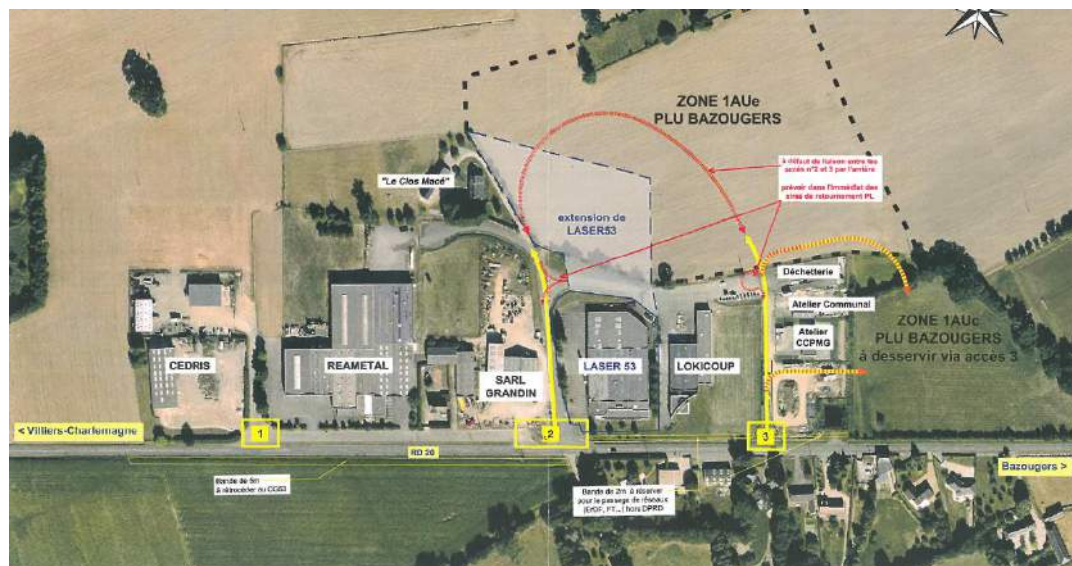 ZONE 1AUe
PLU BAZOUGERS
à défaut de liaison entre les
accès n°2 et 3 par l'arrière
prévoir dans l'immédiat des
aires de retournement PL
"Le Clos Macé"
extension de
LASER53
Déchetterie
Atelier Communal
Atelier
CCPMG
ZONE 1AUc
PLU BAZOUGERS
à desservir via accès 3
CEDRIS
REAMETAL
SARL
GRANDIN
LASER 53
LOKICOUP
< Villiers-Charlemagne
1
2
3
RD 20
Bazougers >
Bande de 5m
à rétrocéder au CG53
Bande de 2m à réserver
pour le passage de réseaux
(ErDF, FT...) hors DPRD